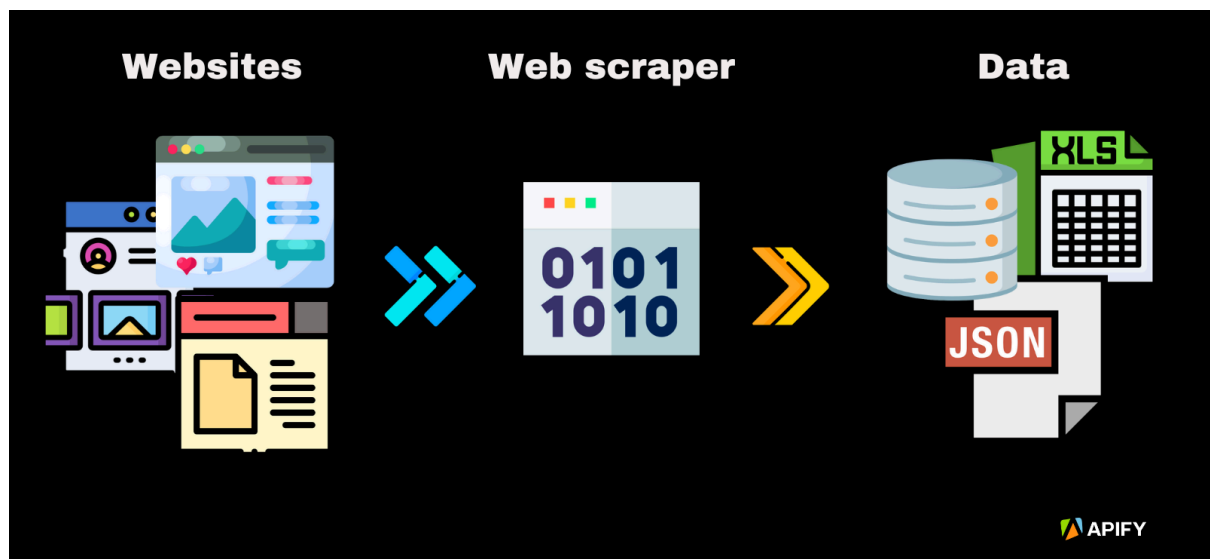 Websites
Web scraper
Data
XLS
0101
1010
JSON
APIFY